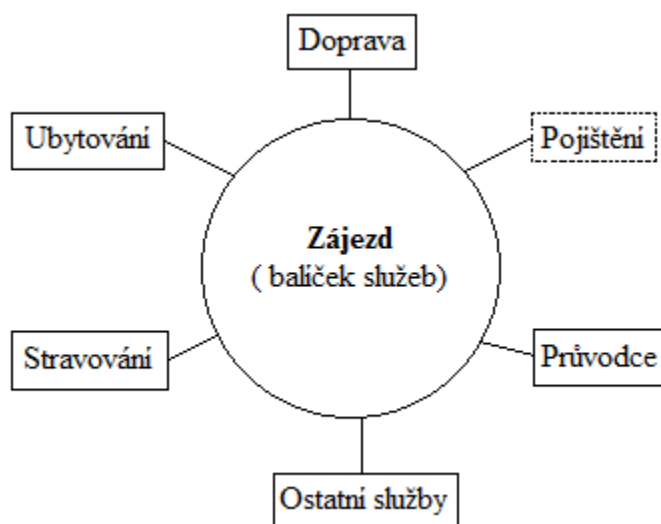 Doprava
Ubytování
Pojištění
Zájezd
( balíček služeb)
Stravování
Průvodce
Ostatní služby